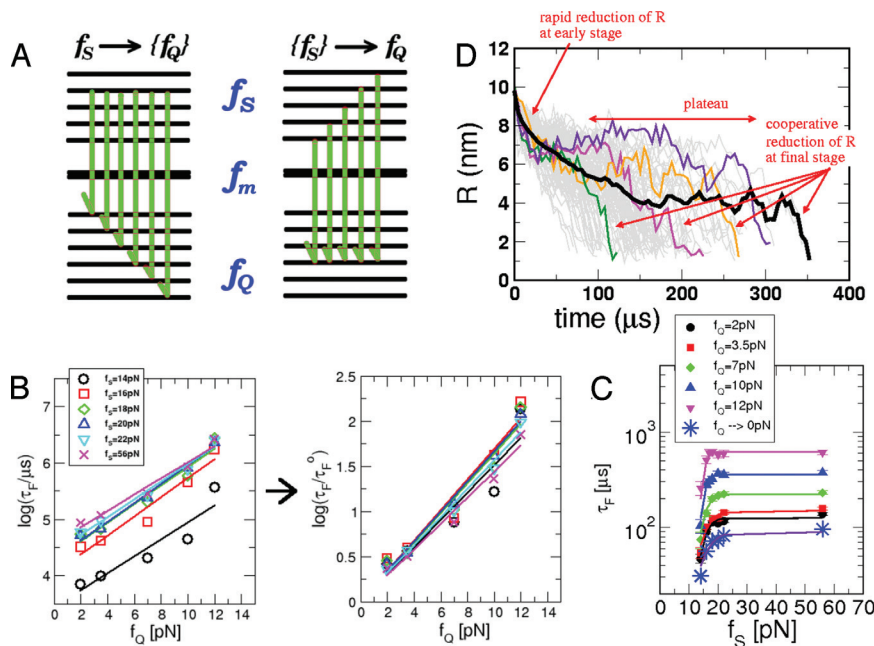 A
f_S → {f_Q}
{f_S} → f_Q
f_S
f_m
f_Q
D
rapid reduction of R
at early stage
plateau
cooperative
reduction of R
at final stage
R (nm)
12
10
8
6
4
2
0
0 100 200 300 400
time (μs)
B
f_S=14pN
f_S=16pN
f_S=18pN
f_S=20pN
f_S=22pN
f_S=56pN
log(τ_F/μs)
7
6
5
4
0 2 4 6 8 10 12 14
f_Q [pN]
log(τ_F/τ_F^o)
2.5
2.0
1.5
1.0
0.5
0.0
0 2 4 6 8 10 12 14
f_Q [pN]
C
f_Q=2pN
f_Q=3.5pN
f_Q=7pN
f_Q=10pN
f_Q=12pN
f_Q --> 0pN
τ_F [μs]
10^3
10^2
0 10 20 30 40 50 60 70
f_S [pN]